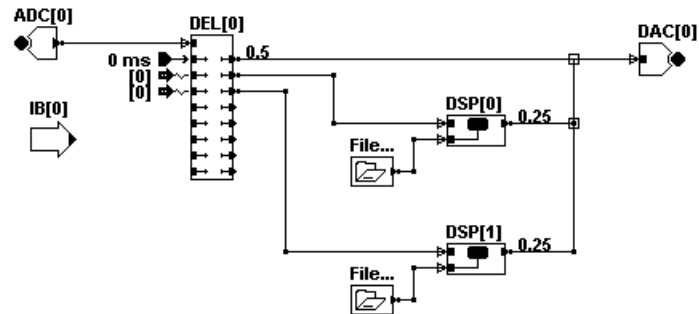 ADC[0]
DEL[0]
DAC[0]
0 ms
0.5
[0]
[0]
IB[0]
DSP[0]
0.25
File...
DSP[1]
0.25
File...